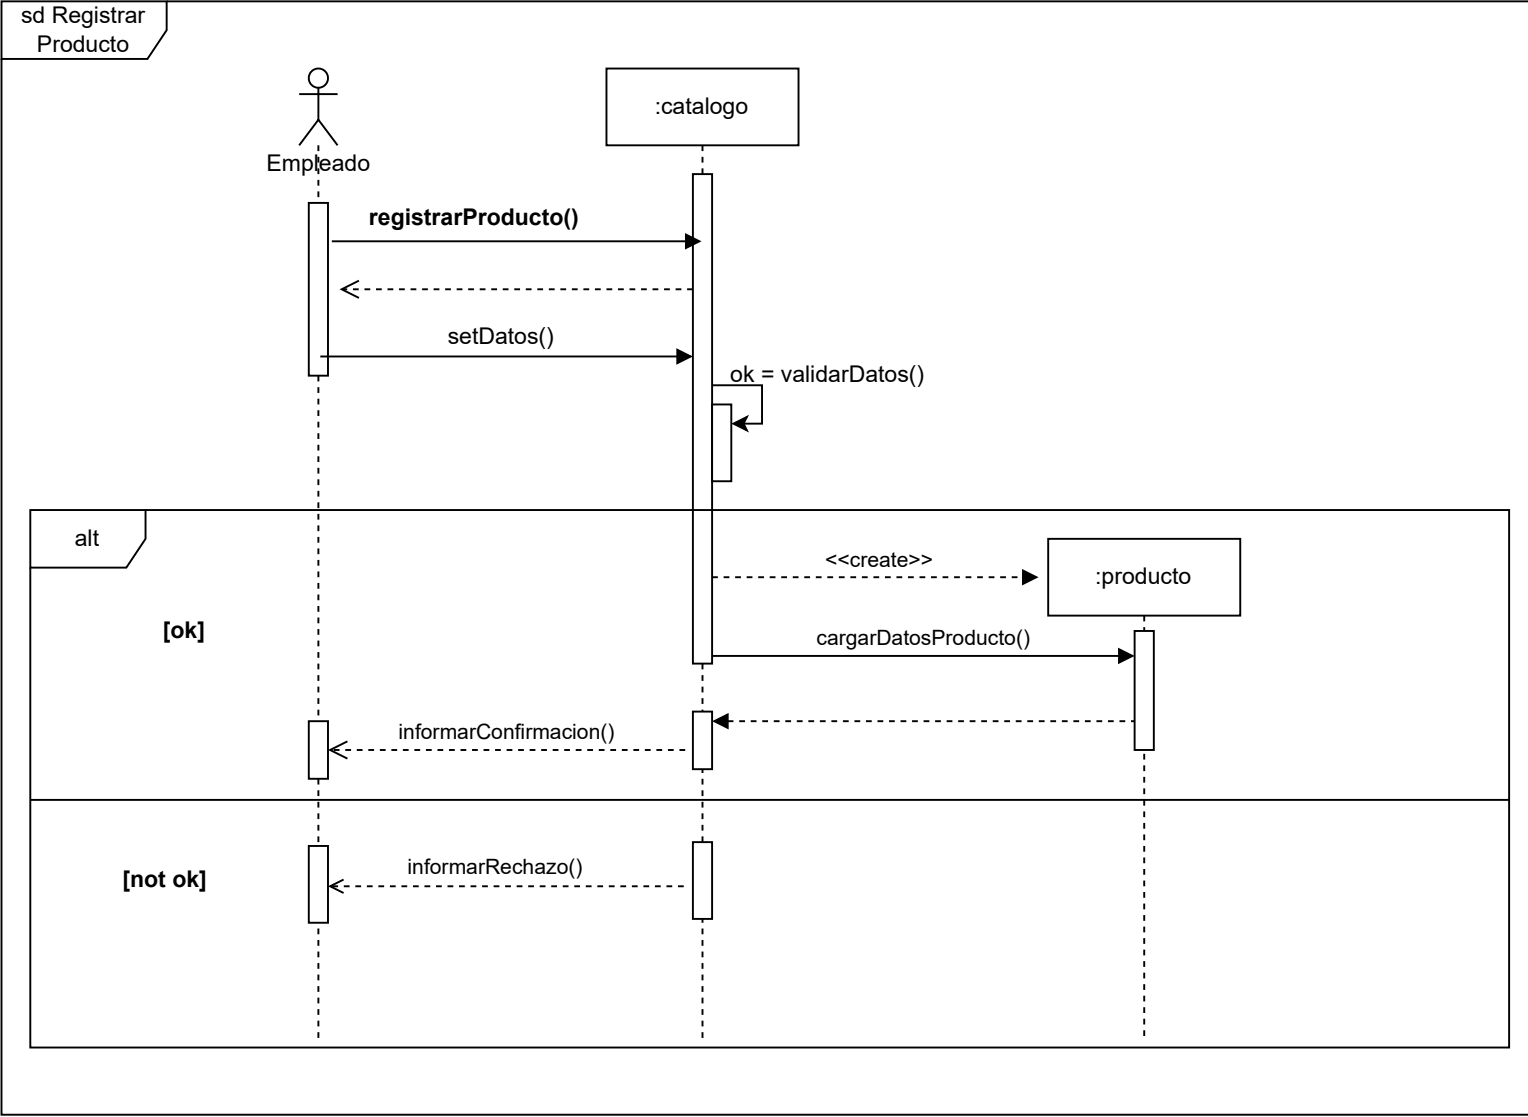 sd Registrar
Producto
:catalogo
Empleado
registrarProducto()
setDatos()
ok = validarDatos()
alt
<<create>>
:producto
[ok]
cargarDatosProducto()
informarConfirmacion()
[not ok]
informarRechazo()